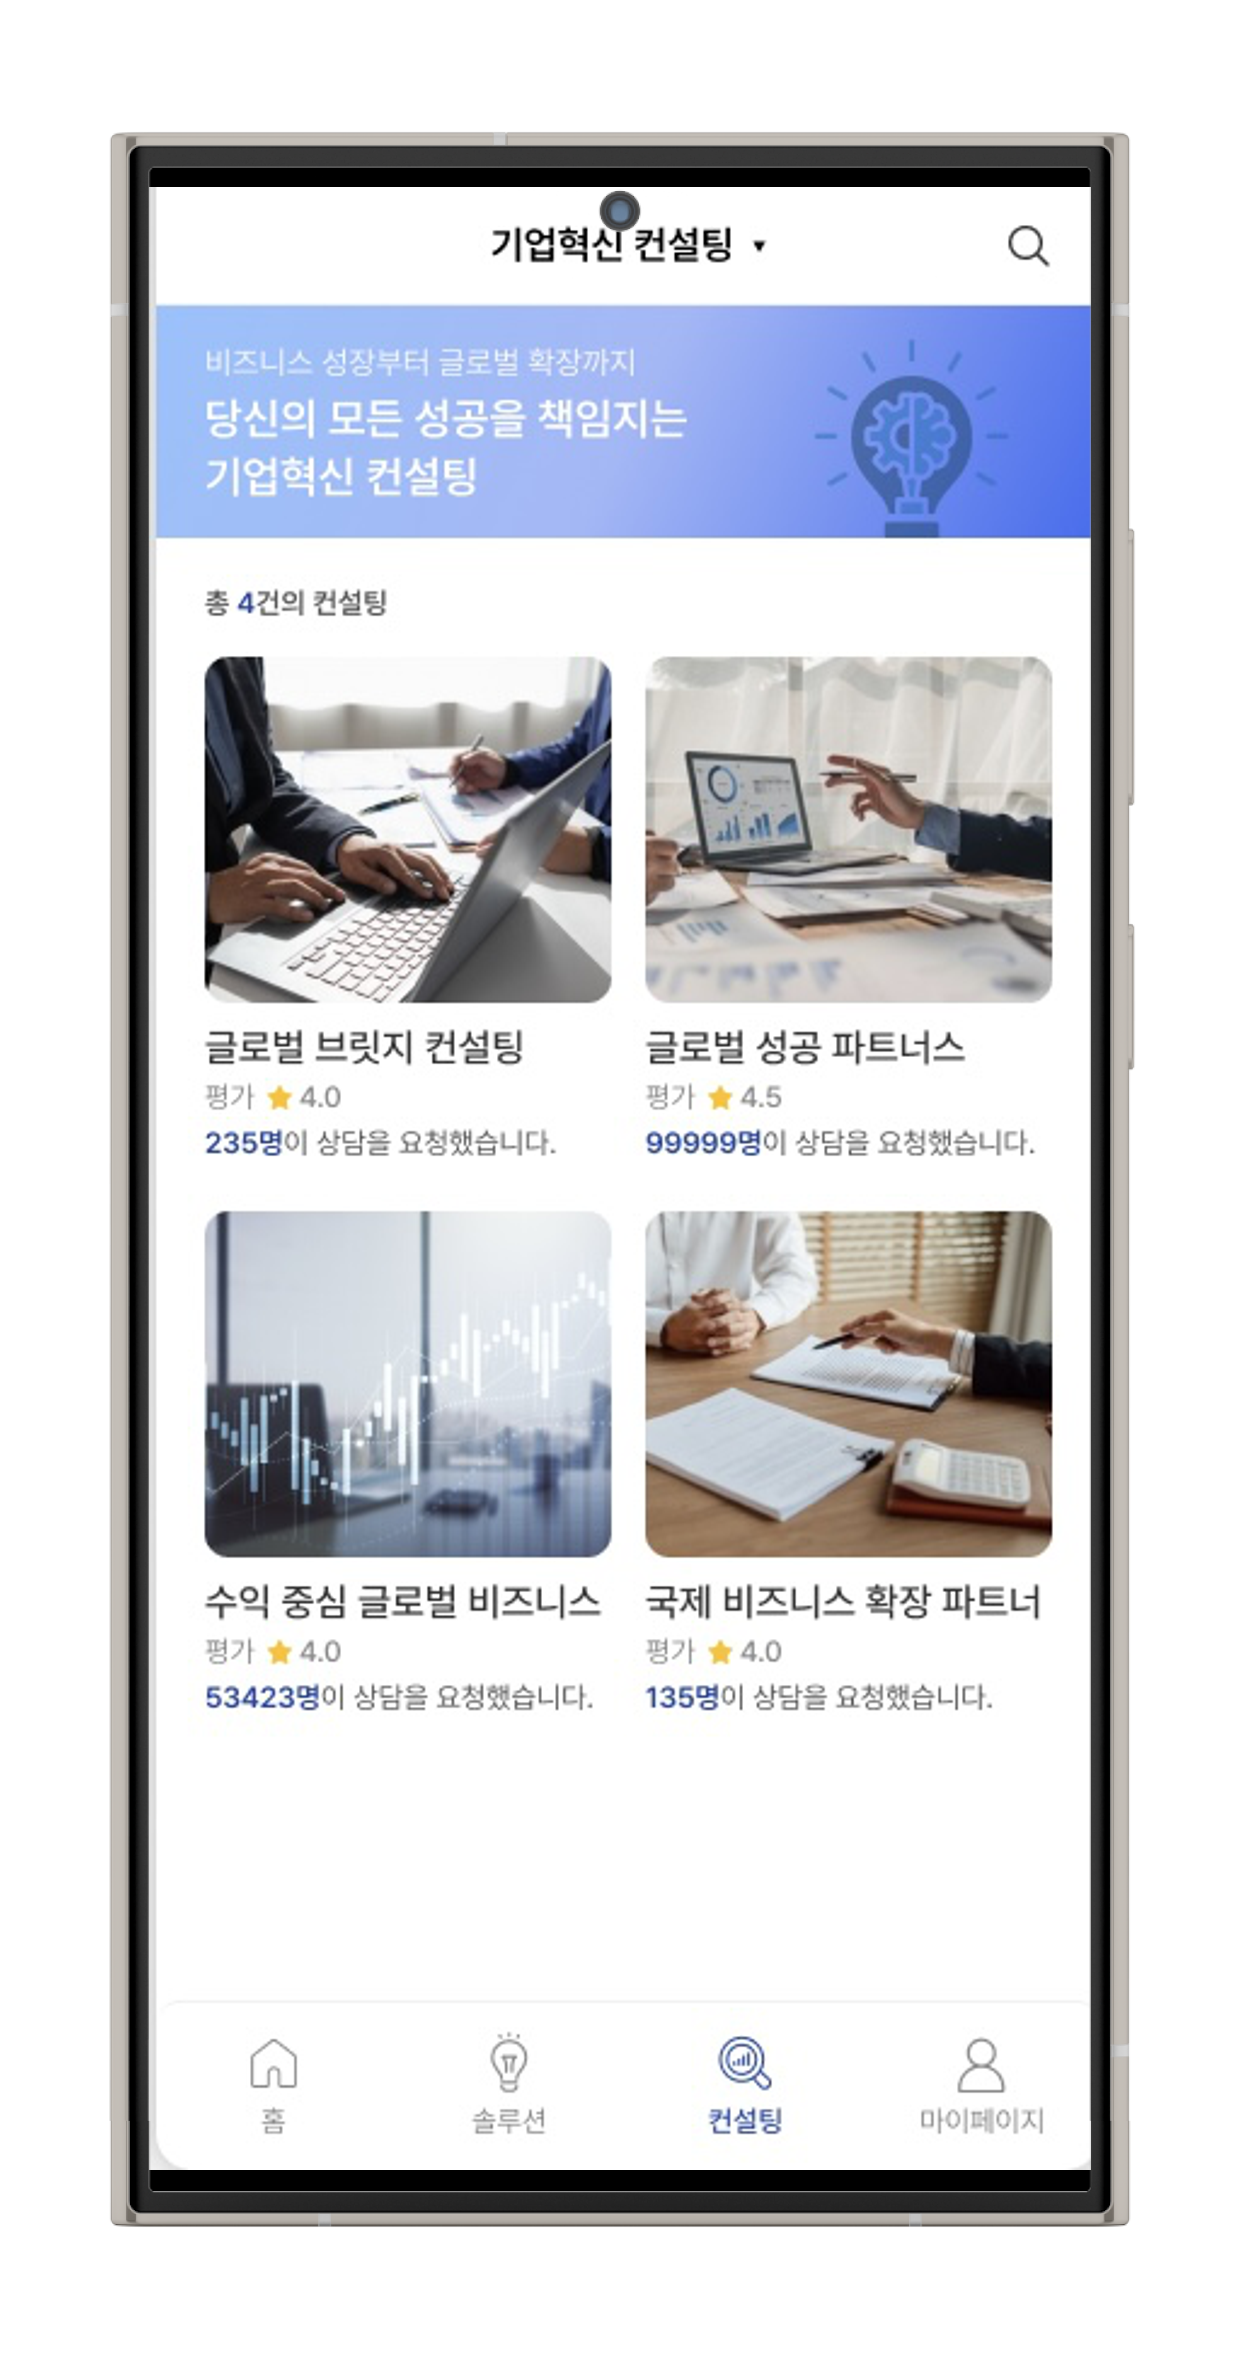 기업혁신 컨설팅 ▼
비즈니스 성장부터 글로벌 확장까지
당신의 모든 성공을 책임지는
기업혁신 컨설팅
총 4건의 컨설팅
글로벌 브릿지 컨설팅
평가 ★ 4.0
235명이 상담을 요청했습니다.
글로벌 성공 파트너스
평가 ★ 4.5
99999명이 상담을 요청했습니다.
수익 중심 글로벌 비즈니스
평가 ★ 4.0
53423명이 상담을 요청했습니다.
국제 비즈니스 확장 파트너
평가 ★ 4.0
135명이 상담을 요청했습니다.
홈
솔루션
컨설팅
마이페이지